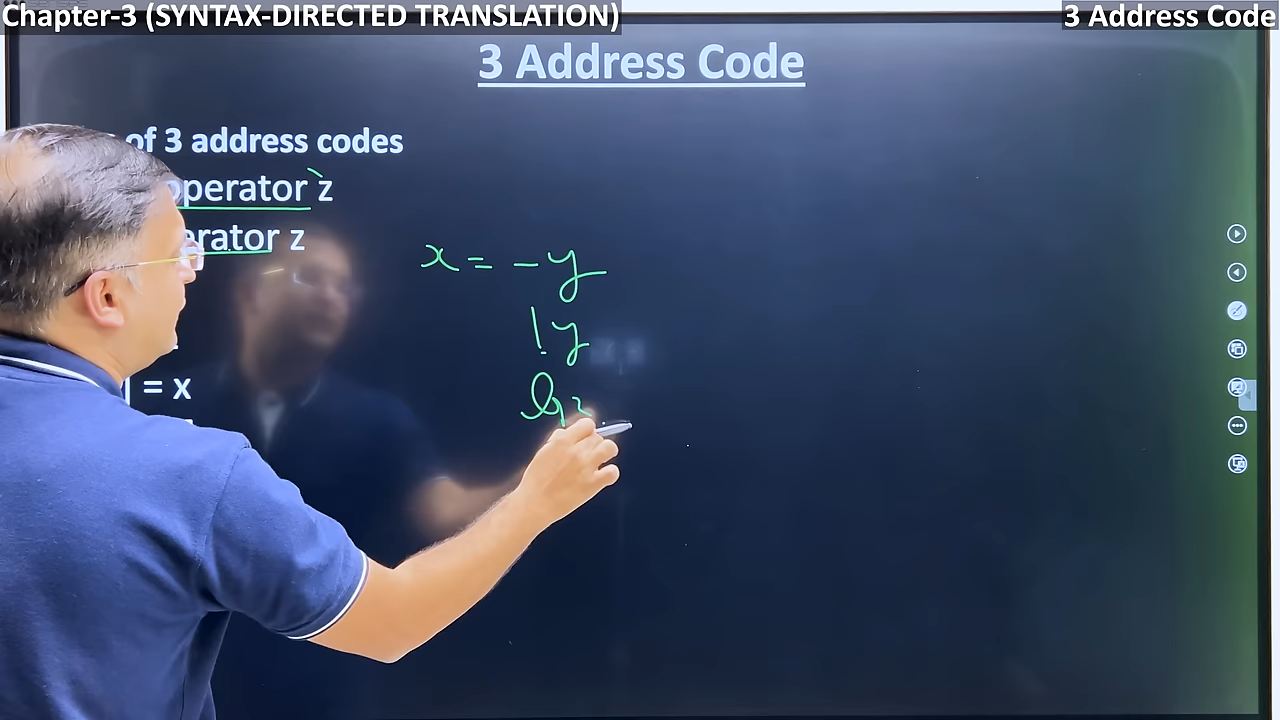 Chapter-3 (SYNTAX-DIRECTED TRANSLATION)
3 Address Code
3 Address Code
of 3 address codes
operator z
erator z
x = -y
!y
= x